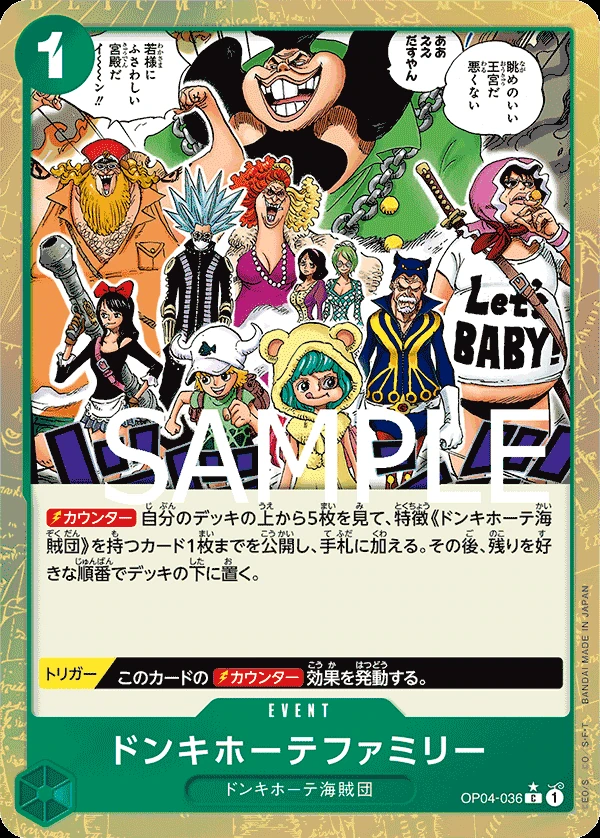 1
若様に
ふさわしい
宮殿だ
イ〜〜〜ン!!
ああ
ええ
だすやん
眺めのいい
王宮だ
悪くない
Let's
BABY!
SAMPLE
カウンター 自分のデッキの上から5枚を見て、特徴《ドンキホーテ海
賊団》を持つカード1枚までを公開し、手札に加える。その後、残りを好
きな順番でデッキの下に置く。
トリガー このカードの カウンター 効果を発動する。
EVENT
ドンキホーテファミリー
ドンキホーテ海賊団
OP04-036 C 1
BANDAI MADE IN JAPAN